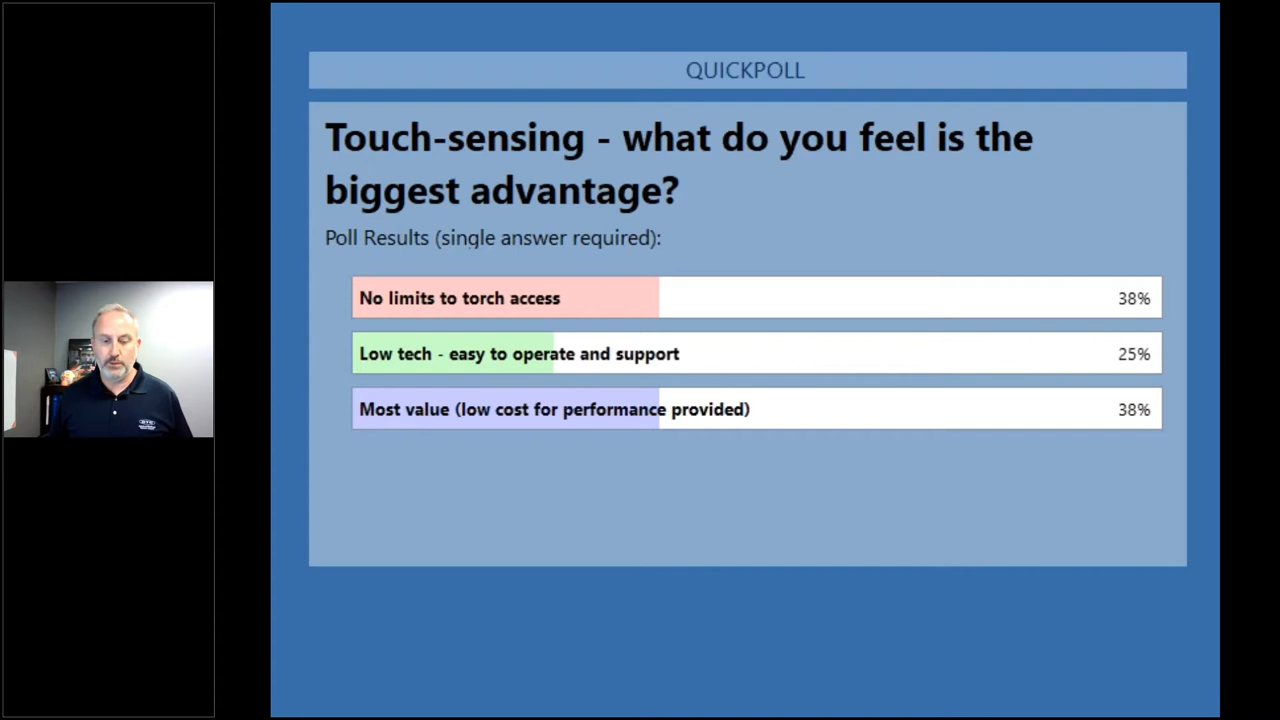 QUICKPOLL
Touch-sensing - what do you feel is the
biggest advantage?
Poll Results (single answer required):
No limits to torch access 38%
Low tech - easy to operate and support 25%
Most value (low cost for performance provided) 38%